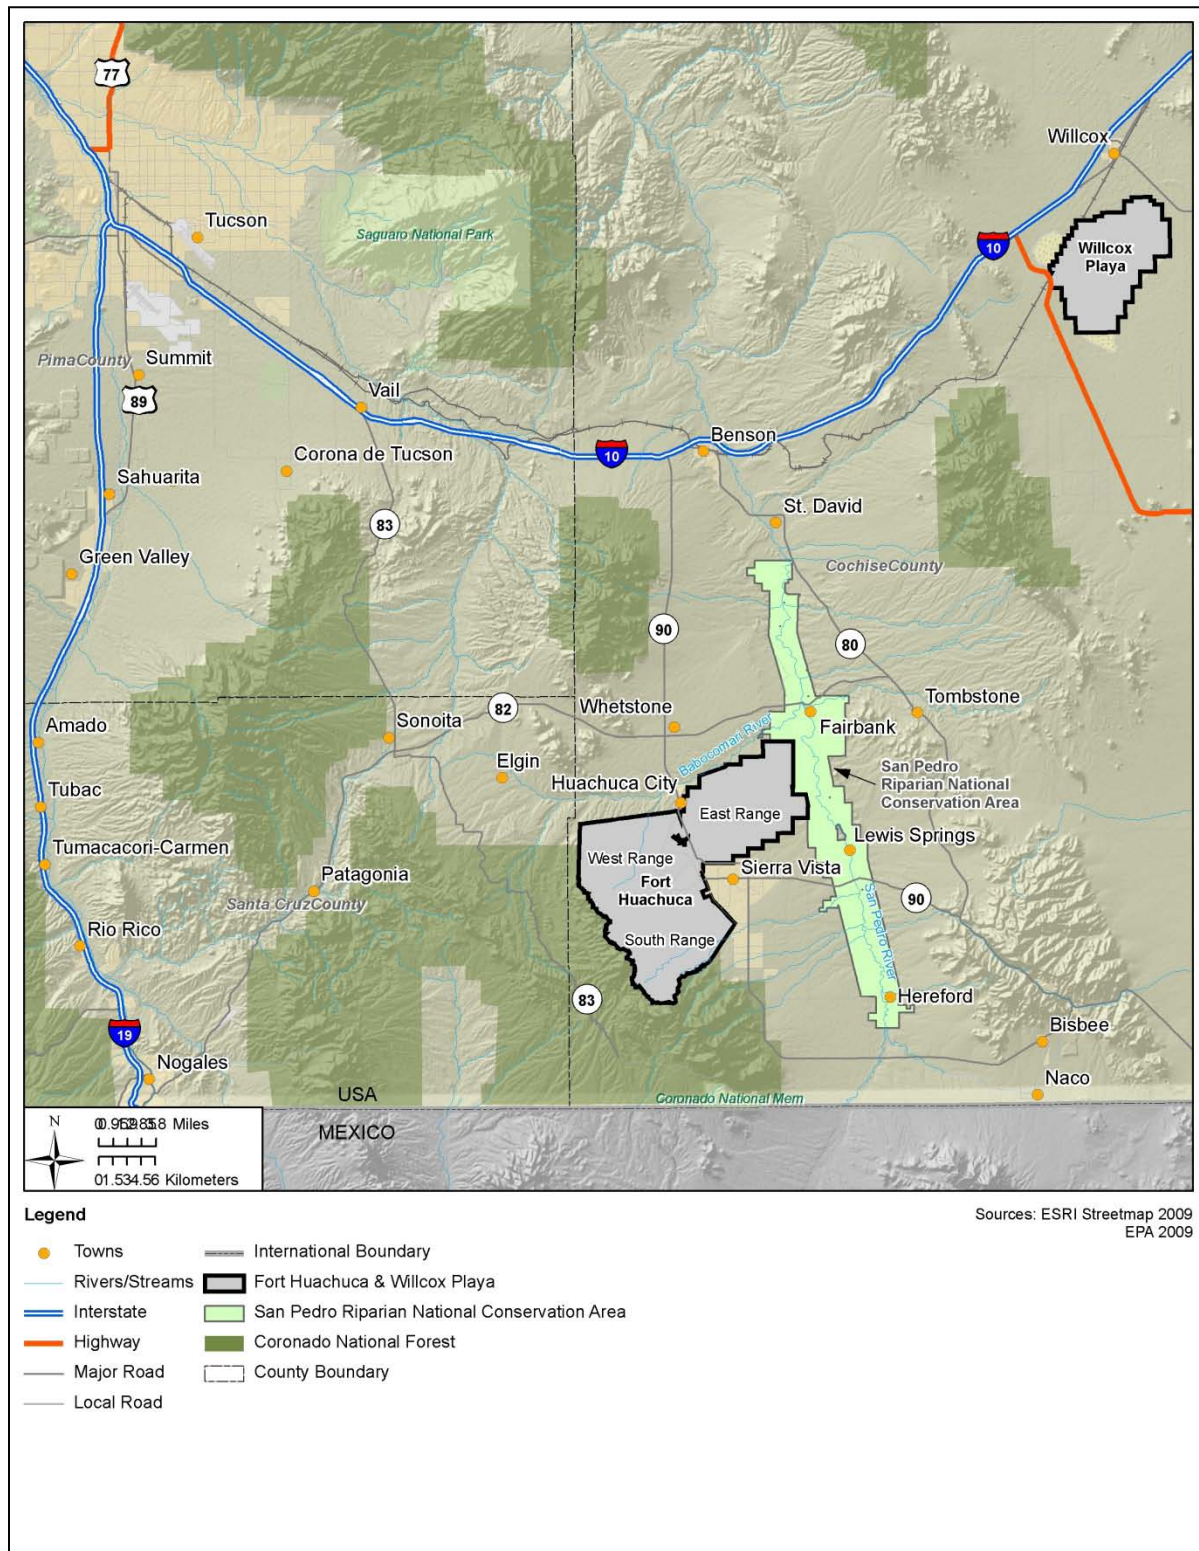 77
Willcox
Tucson
Saguaro National Park
10
Willcox
Playa
PimaCounty
Summit
89
Vail
Benson
10
Corona de Tucson
Sahuarita
83
St. David
Green Valley
CochiseCounty
90
80
Whetstone
Tombstone
82
Sonoita
Fairbank
Amado
Babocomari River
Elgin
San Pedro
Riparian National
Conservation Area
Huachuca City
Tubac
East Range
Lewis Springs
Tumacacori-Carmen
West Range
Fort
Huachuca
Sierra Vista
Patagonia
Santa CruzCounty
90
San Pedro River
Rio Rico
South Range
Hereford
83
19
Bisbee
Nogales
Naco
USA
Coronado National Mem
MEXICO
N
Miles
Kilometers
Legend
Sources: ESRI Streetmap 2009
EPA 2009
Towns
International Boundary
Rivers/Streams
Fort Huachuca & Willcox Playa
Interstate
San Pedro Riparian National Conservation Area
Highway
Coronado National Forest
Major Road
County Boundary
Local Road